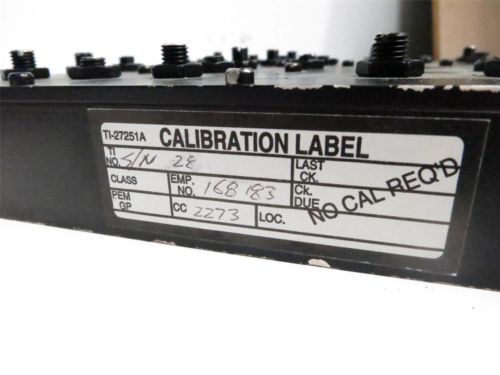 TI-27251A CALIBRATION LABEL
TI NO. S/N 28 LAST CK.
CLASS EMP. NO. 168183 CK. DUE
PEM GP CC 2273 LOC.
NO CAL REQ'D